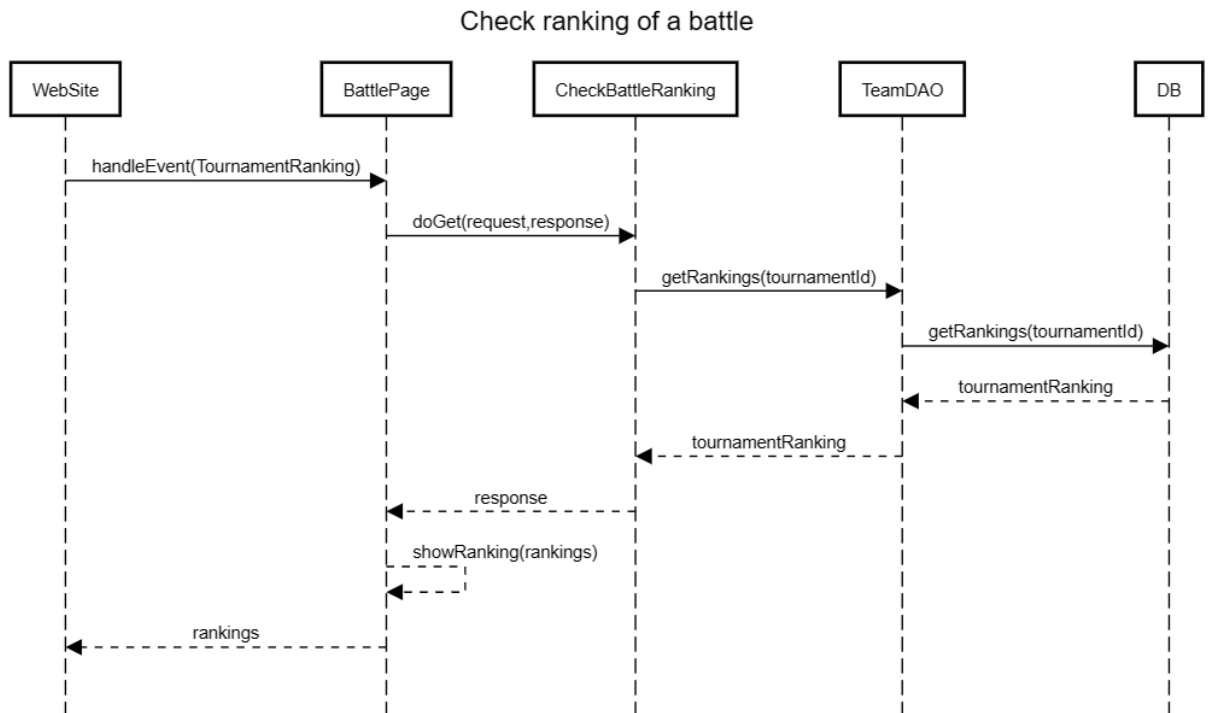 Check ranking of a battle
WebSite
BattlePage
CheckBattleRanking
TeamDAO
DB
handleEvent(TournamentRanking)
doGet(request,response)
getRankings(tournamentId)
getRankings(tournamentId)
tournamentRanking
tournamentRanking
response
showRanking(rankings)
rankings